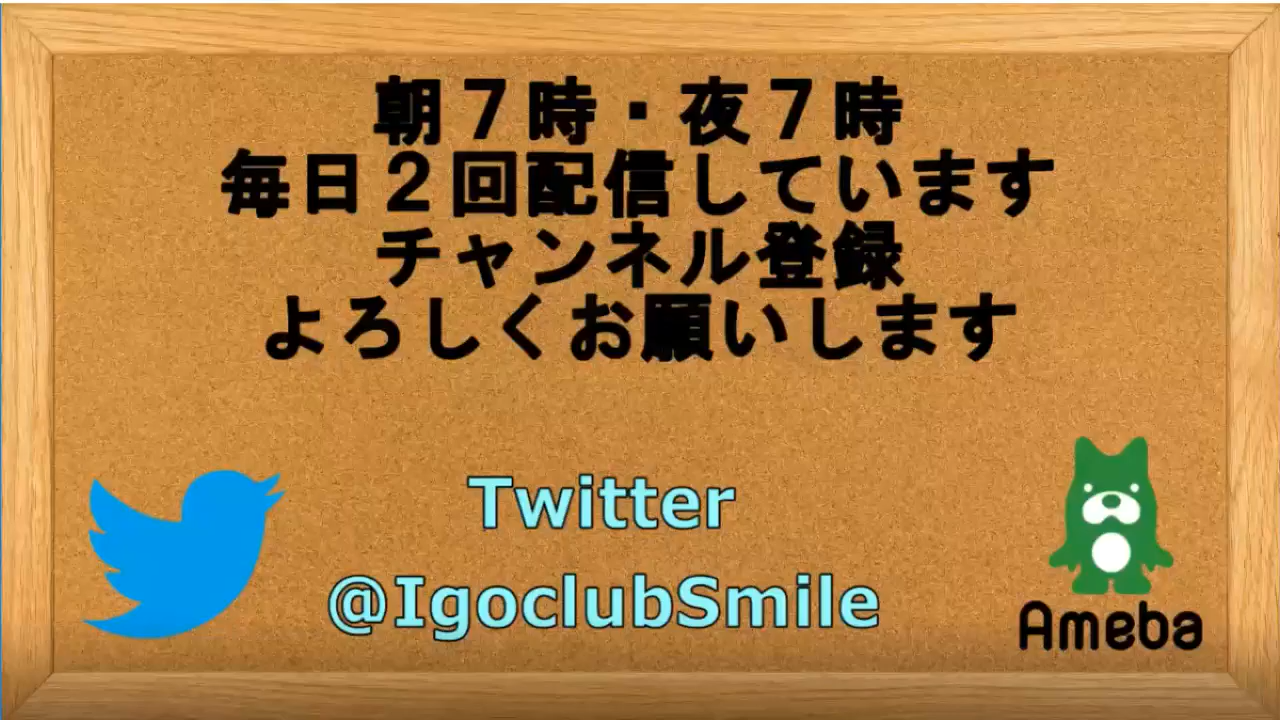 朝７時・夜７時
毎日２回配信しています
チャンネル登録
よろしくお願いします
Twitter
@IgoclubSmile
Ameba